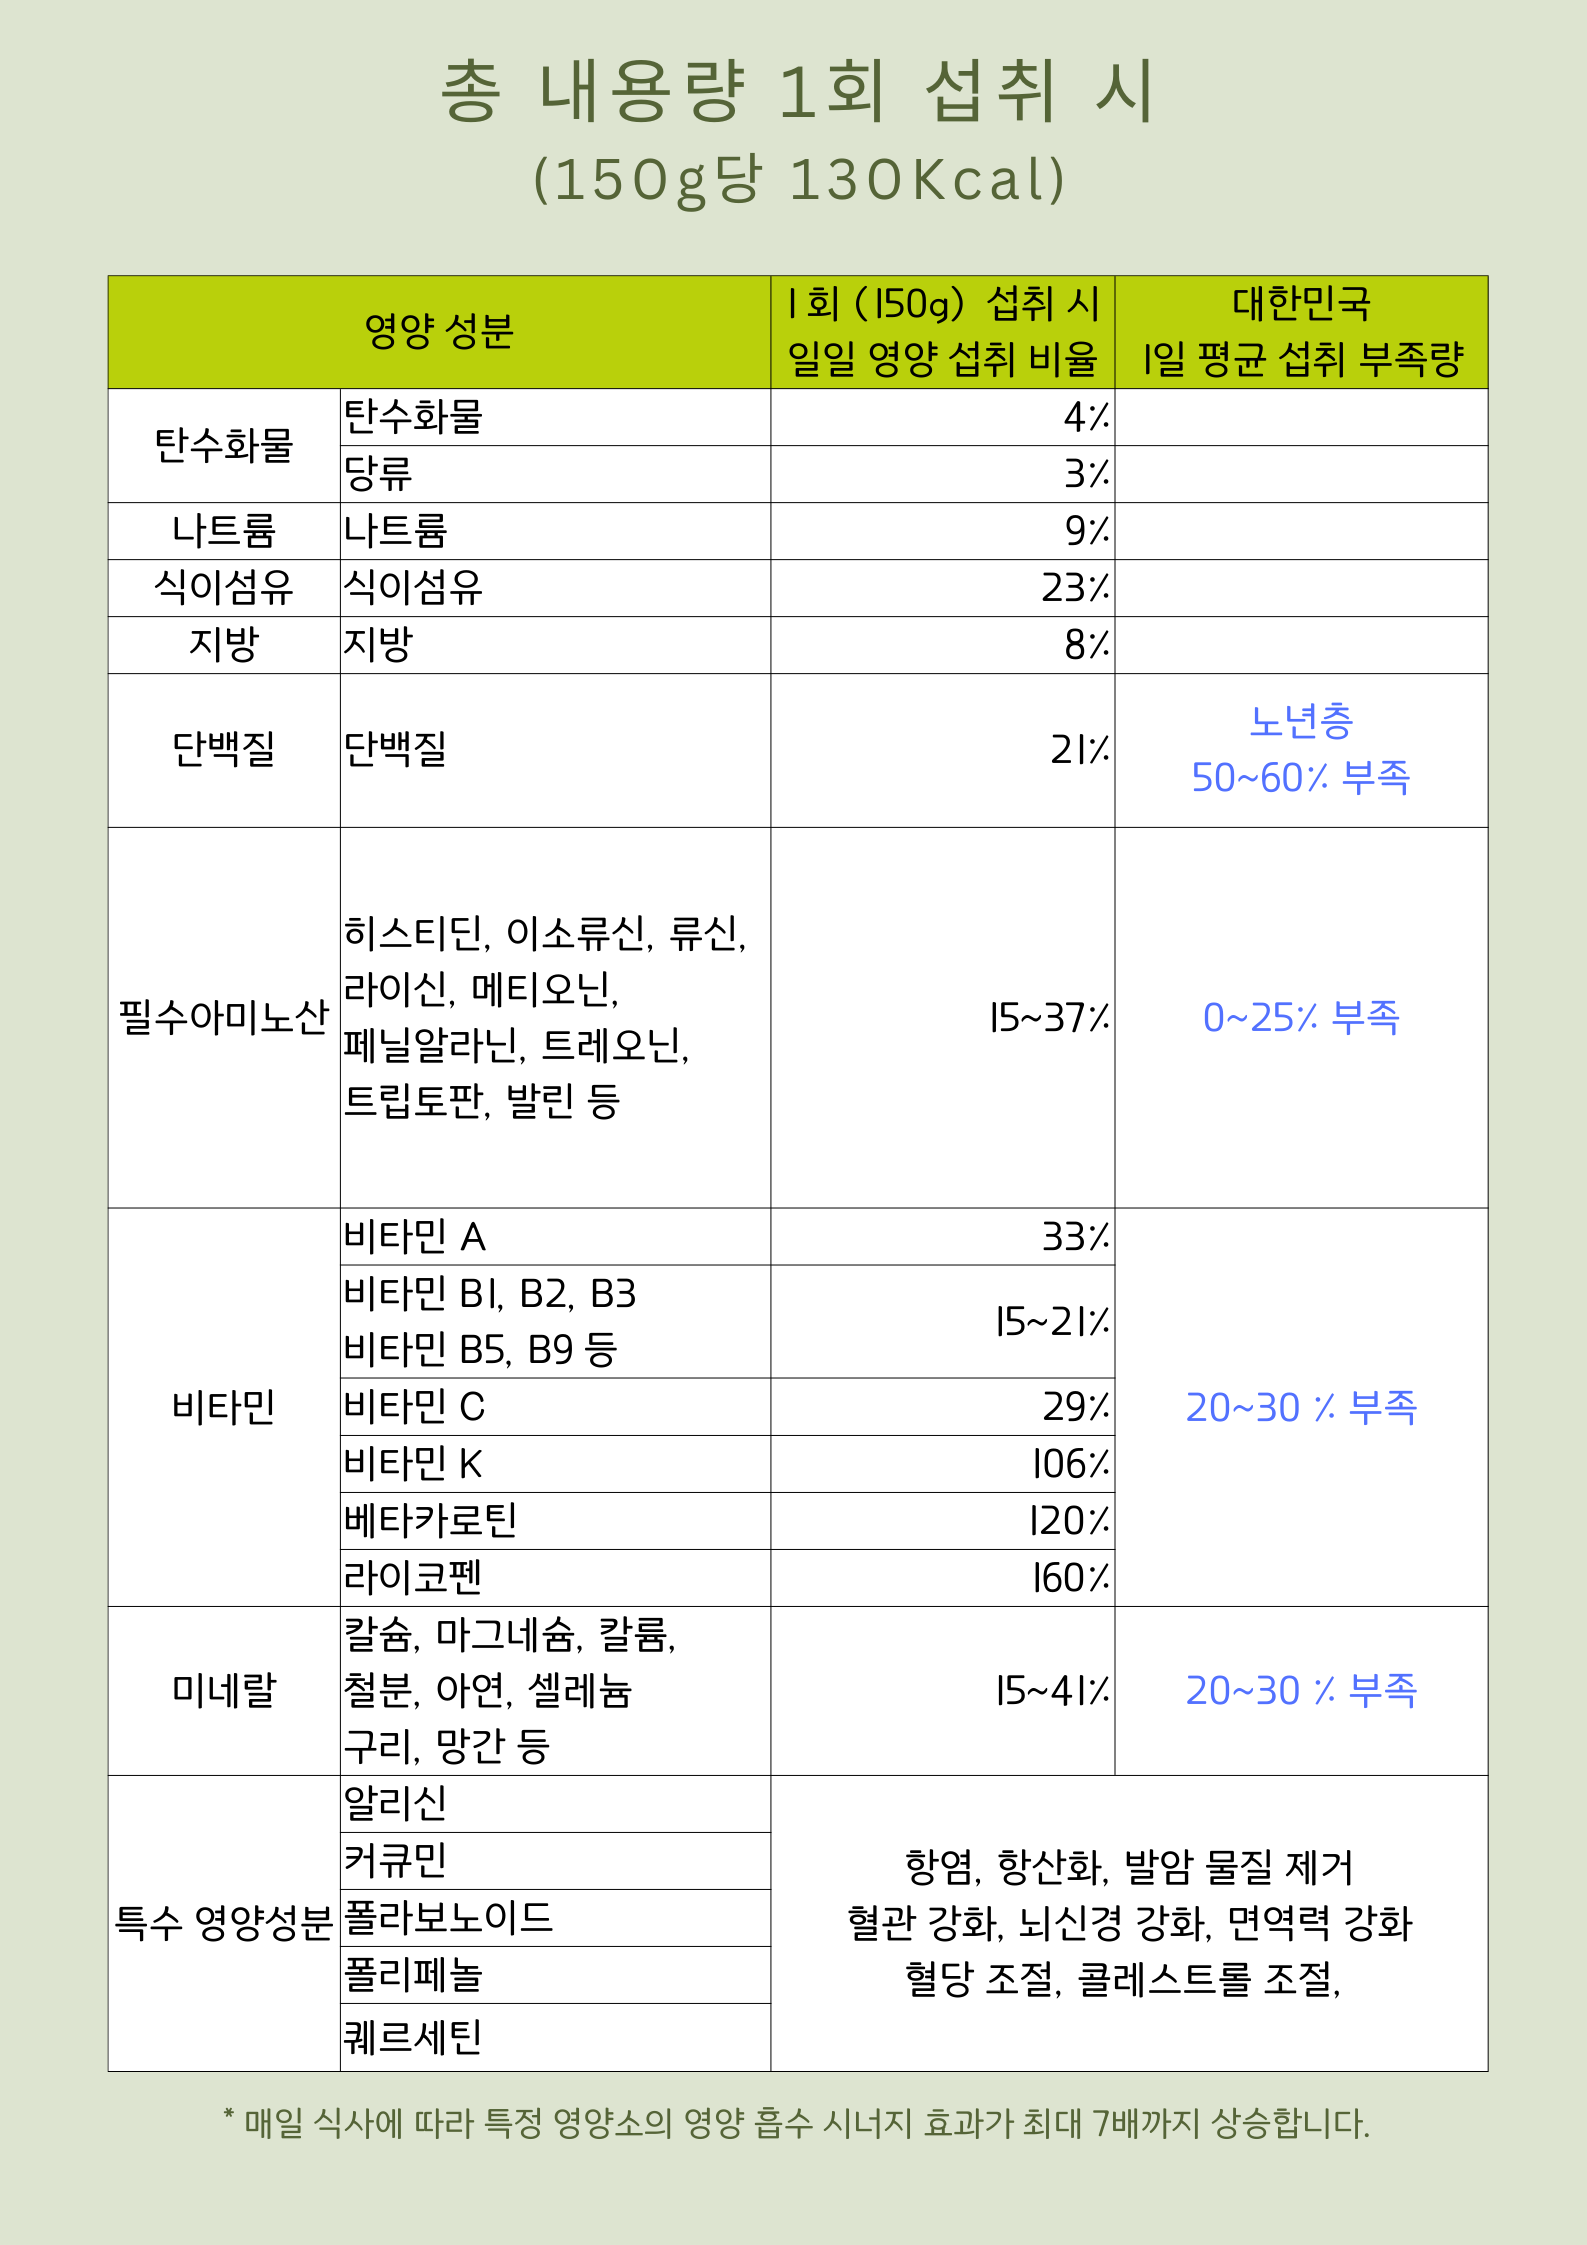 총 내용량 1회 섭취 시
(150g당 130Kcal)
영양 성분
1회 (150g) 섭취 시
일일 영양 섭취 비율
대한민국
1일 평균 섭취 부족량
탄수화물
탄수화물
4%
당류
3%
나트륨
나트륨
9%
식이섬유
식이섬유
23%
지방
지방
8%
단백질
단백질
21%
노년층
50~60% 부족
필수아미노산
히스티딘, 이소류신, 류신,
라이신, 메티오닌,
페닐알라닌, 트레오닌,
트립토판, 발린 등
15~37%
0~25% 부족
비타민
비타민 A
33%
비타민 B1, B2, B3
비타민 B5, B9 등
15~21%
비타민 C
29%
비타민 K
106%
베타카로틴
120%
라이코펜
160%
20~30 % 부족
미네랄
칼슘, 마그네슘, 칼륨,
철분, 아연, 셀레늄
구리, 망간 등
15~41%
20~30 % 부족
특수 영양성분
알리신
커큐민
폴라보노이드
폴리페놀
퀘르세틴
항염, 항산화, 발암 물질 제거
혈관 강화, 뇌신경 강화, 면역력 강화
혈당 조절, 콜레스트롤 조절,
* 매일 식사에 따라 특정 영양소의 영양 흡수 시너지 효과가 최대 7배까지 상승합니다.